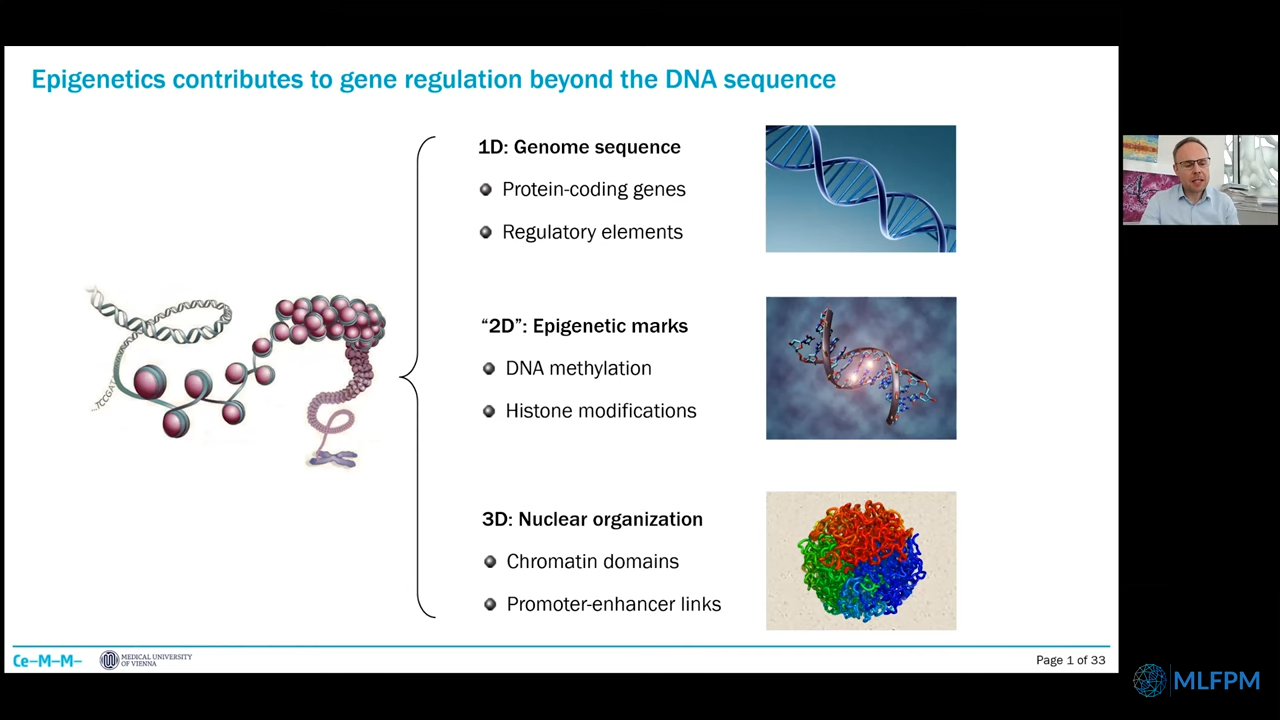 Epigenetics contributes to gene regulation beyond the DNA sequence
1D: Genome sequence
Protein-coding genes
Regulatory elements
“2D”: Epigenetic marks
DNA methylation
Histone modifications
3D: Nuclear organization
Chromatin domains
Promoter-enhancer links
TCCGAT
Ce–M–M–
MEDICAL UNIVERSITY
OF VIENNA
Page 1 of 33
MLFPM